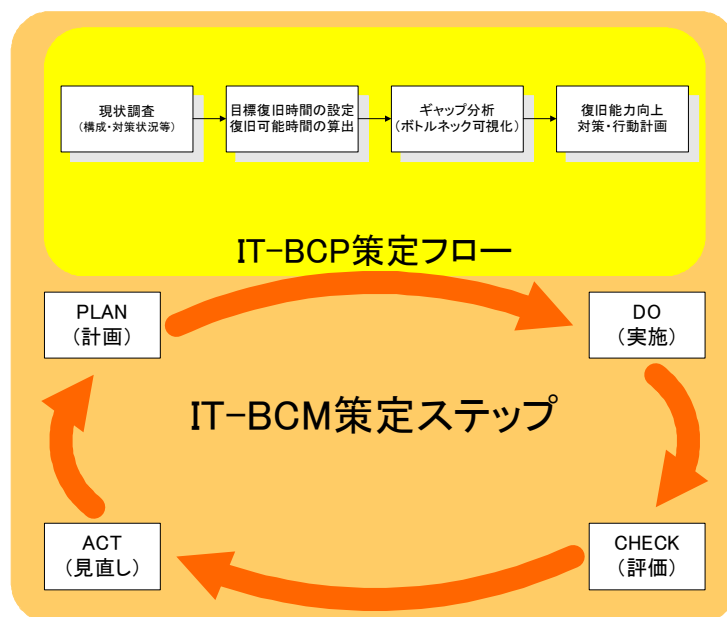 現状調査
（構成・対策状況等）
目標復旧時間の設定
復旧可能時間の算出
ギャップ分析
（ボトルネック可視化）
復旧能力向上
対策・行動計画
IT-BCP策定フロー
PLAN
（計画）
DO
（実施）
IT-BCM策定ステップ
ACT
（見直し）
CHECK
（評価）